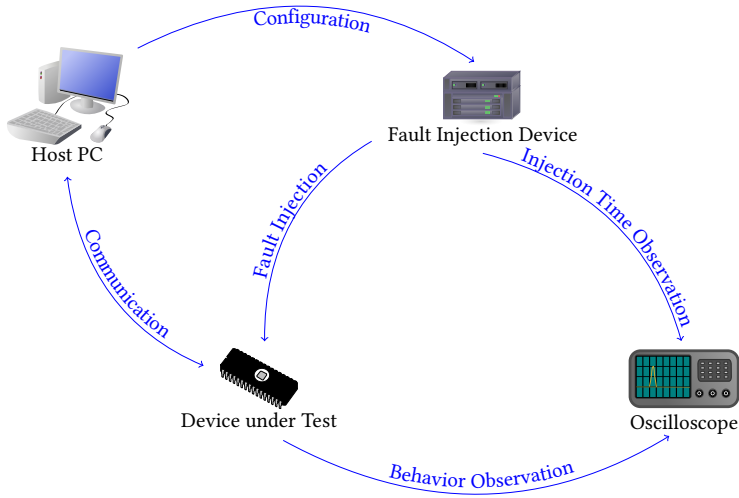 Configuration
Host PC
Fault Injection Device
Fault Injection
Injection Time Observation
Communication
Device under Test
Oscilloscope
Behavior Observation